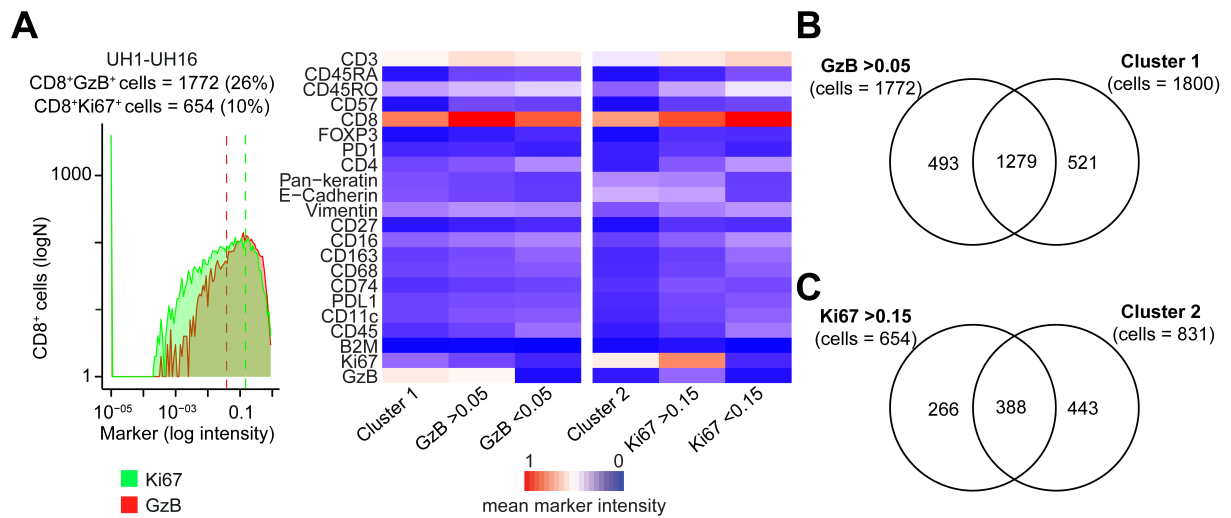 A
UH1-UH16
CD8⁺GzB⁺ cells = 1772 (26%)
CD8⁺Ki67⁺ cells = 654 (10%)
CD8⁺ cells (logN)
1000
1
10⁻⁰⁵
10⁻⁰³
0.1
Marker (log intensity)
Ki67
GzB
CD3
CD45RA
CD45RO
CD57
CD8
FOXP3
PD1
CD4
Pan−keratin
E−Cadherin
Vimentin
CD27
CD16
CD163
CD68
CD74
PDL1
CD11c
CD45
B2M
Ki67
GzB
Cluster 1
GzB >0.05
GzB <0.05
Cluster 2
Ki67 >0.15
Ki67 <0.15
1 0
mean marker intensity
B
GzB >0.05
(cells = 1772)
Cluster 1
(cells = 1800)
493 1279 521
C
Ki67 >0.15
(cells = 654)
Cluster 2
(cells = 831)
266 388 443